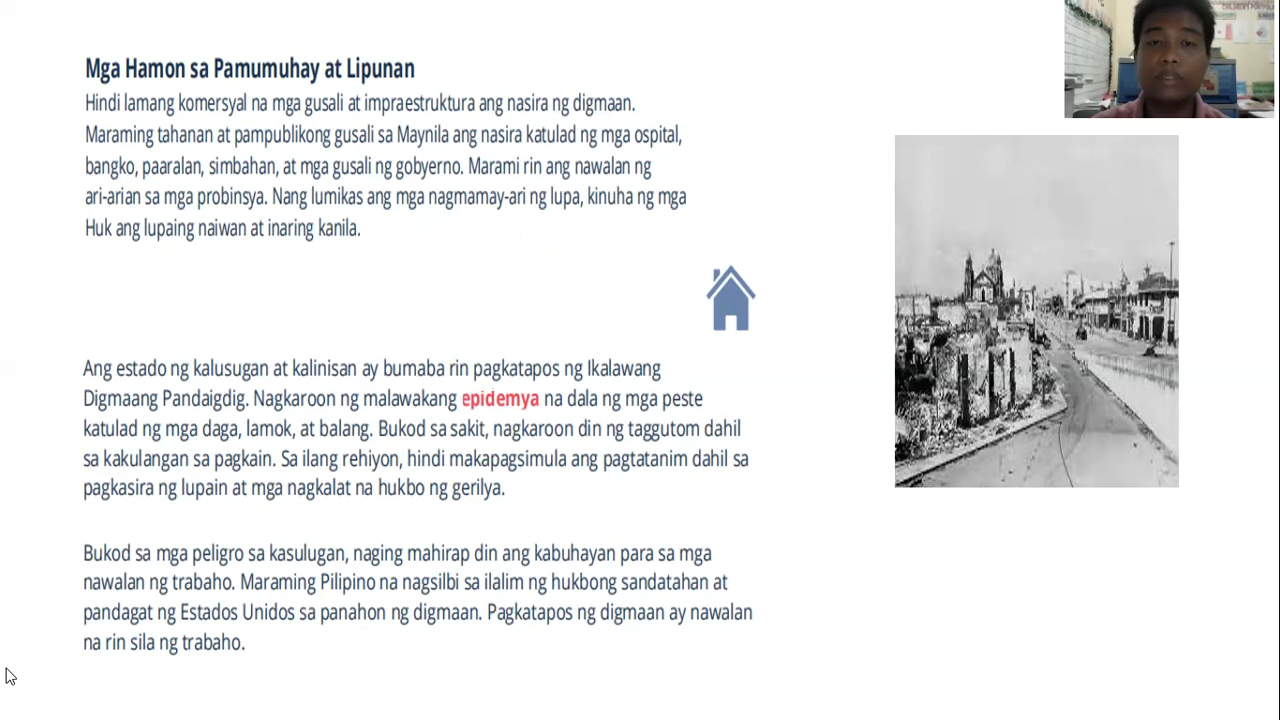 Mga Hamon sa Pamumuhay at Lipunan
Hindi lamang komersyal na mga gusali at impraestruktura ang nasira ng digmaan.
Maraming tahanan at pampublikong gusali sa Maynila ang nasira katulad ng mga ospital,
bangko, paaralan, simbahan, at mga gusali ng gobyerno. Marami rin ang nawalan ng
ari-arian sa mga probinsya. Nang lumikas ang mga nagmamay-ari ng lupa, kinuha ng mga
Huk ang lupaing naiwan at inaring kanila.
Ang estado ng kalusugan at kalinisan ay bumaba rin pagkatapos ng Ikalawang
Digmaang Pandaigdig. Nagkaroon ng malawakang epidemya na dala ng mga peste
katulad ng mga daga, lamok, at balang. Bukod sa sakit, nagkaroon din ng taggutom dahil
sa kakulangan sa pagkain. Sa ilang rehiyon, hindi makapagsimula ang pagtatanim dahil sa
pagkasira ng lupain at mga nagkalat na hukbo ng gerilya.
Bukod sa mga peligro sa kasulugan, naging mahirap din ang kabuhayan para sa mga
nawalan ng trabaho. Maraming Pilipino na nagsilbi sa ilalim ng hukbong sandatahan at
pandagat ng Estados Unidos sa panahon ng digmaan. Pagkatapos ng digmaan ay nawalan
na rin sila ng trabaho.